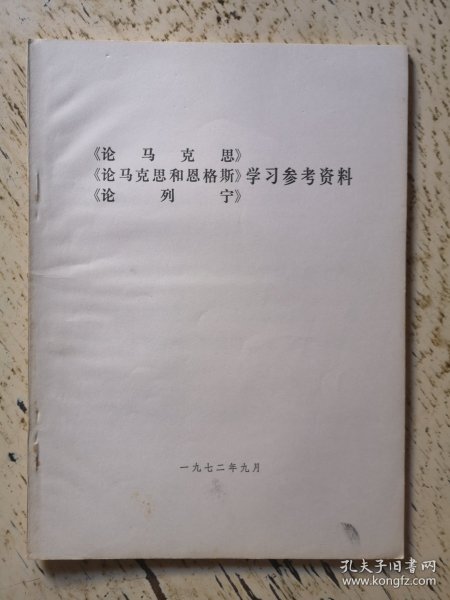 《论马克思》
《论马克思和恩格斯》学习参考资料
《论列宁》
一九七二年九月
孔夫子旧书网
www.kongfz.com